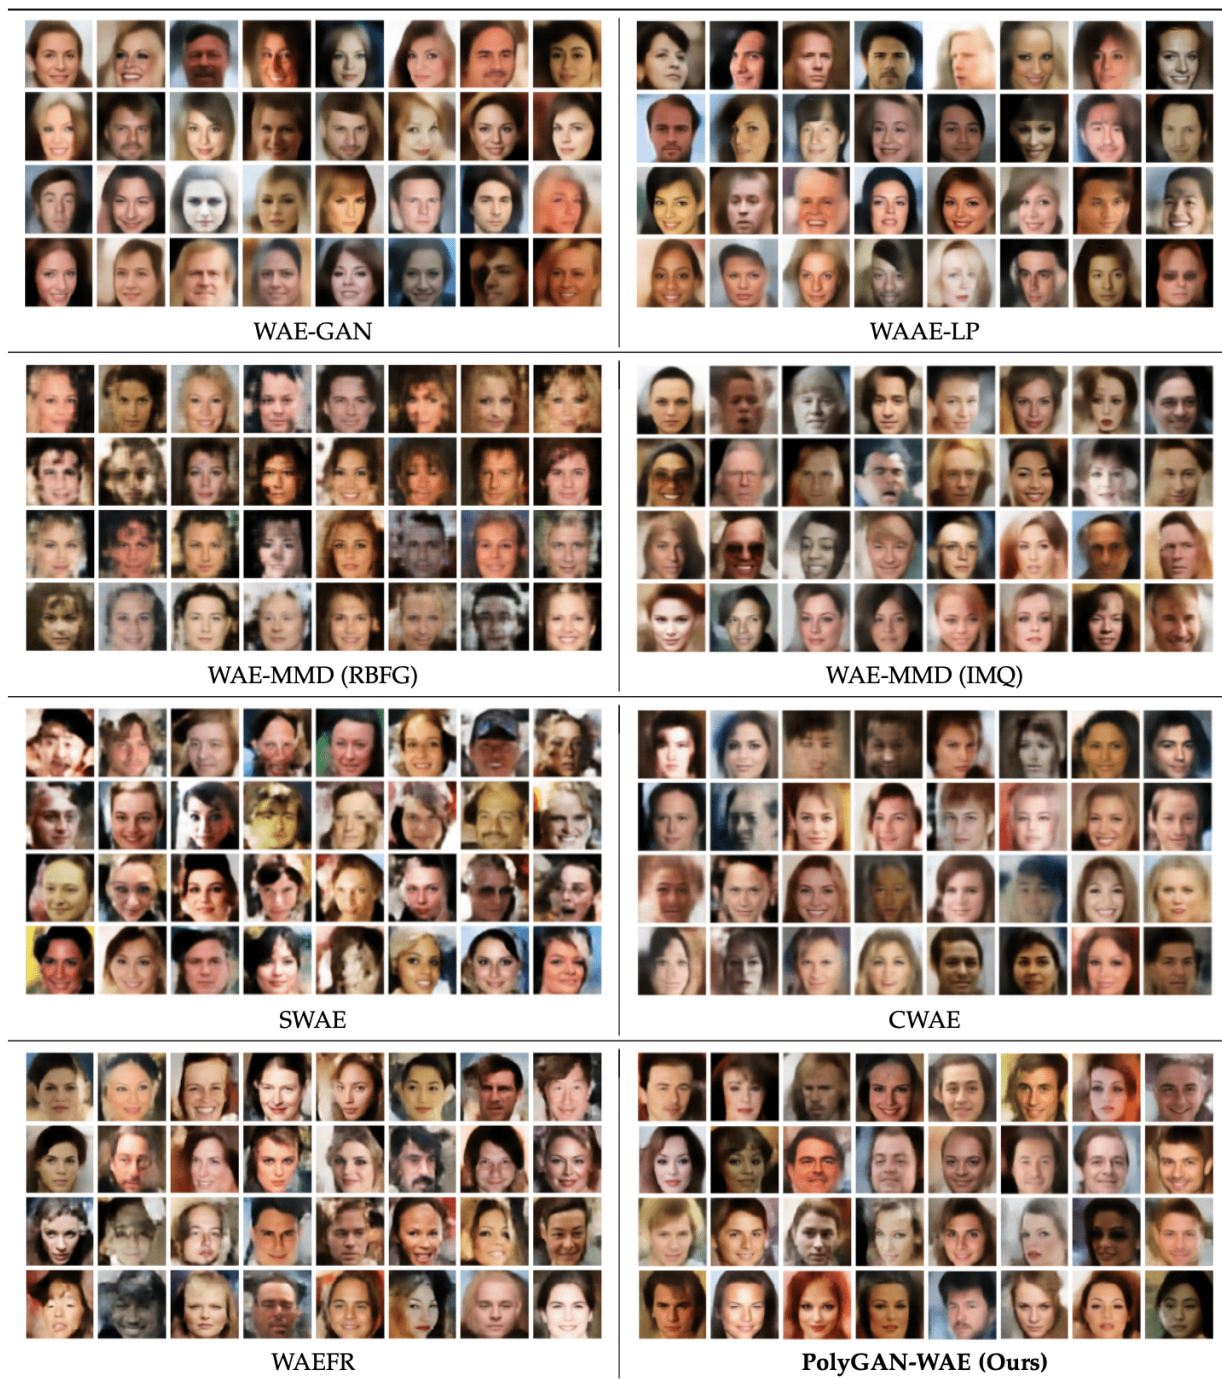 WAE-GAN
WAAE-LP
WAE-MMD (RBFG)
WAE-MMD (IMQ)
SWAE
CWAE
WAEFR
PolyGAN-WAE (Ours)